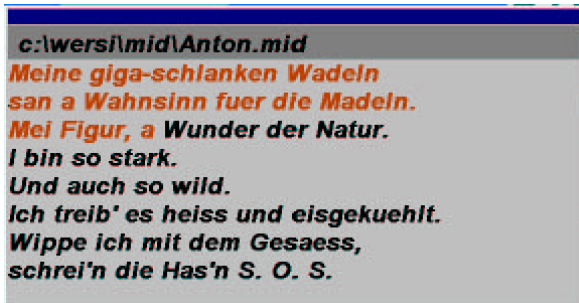 c:\wersi\mid\Anton.mid
Meine giga-schlanken Wadeln
san a Wahnsinn fuer die Madeln.
Mei Figur, a Wunder der Natur.
I bin so stark.
Und auch so wild.
Ich treib' es heiss und eisgekuehlt.
Wippe ich mit dem Gesaess,
schrei'n die Has'n S. O. S.